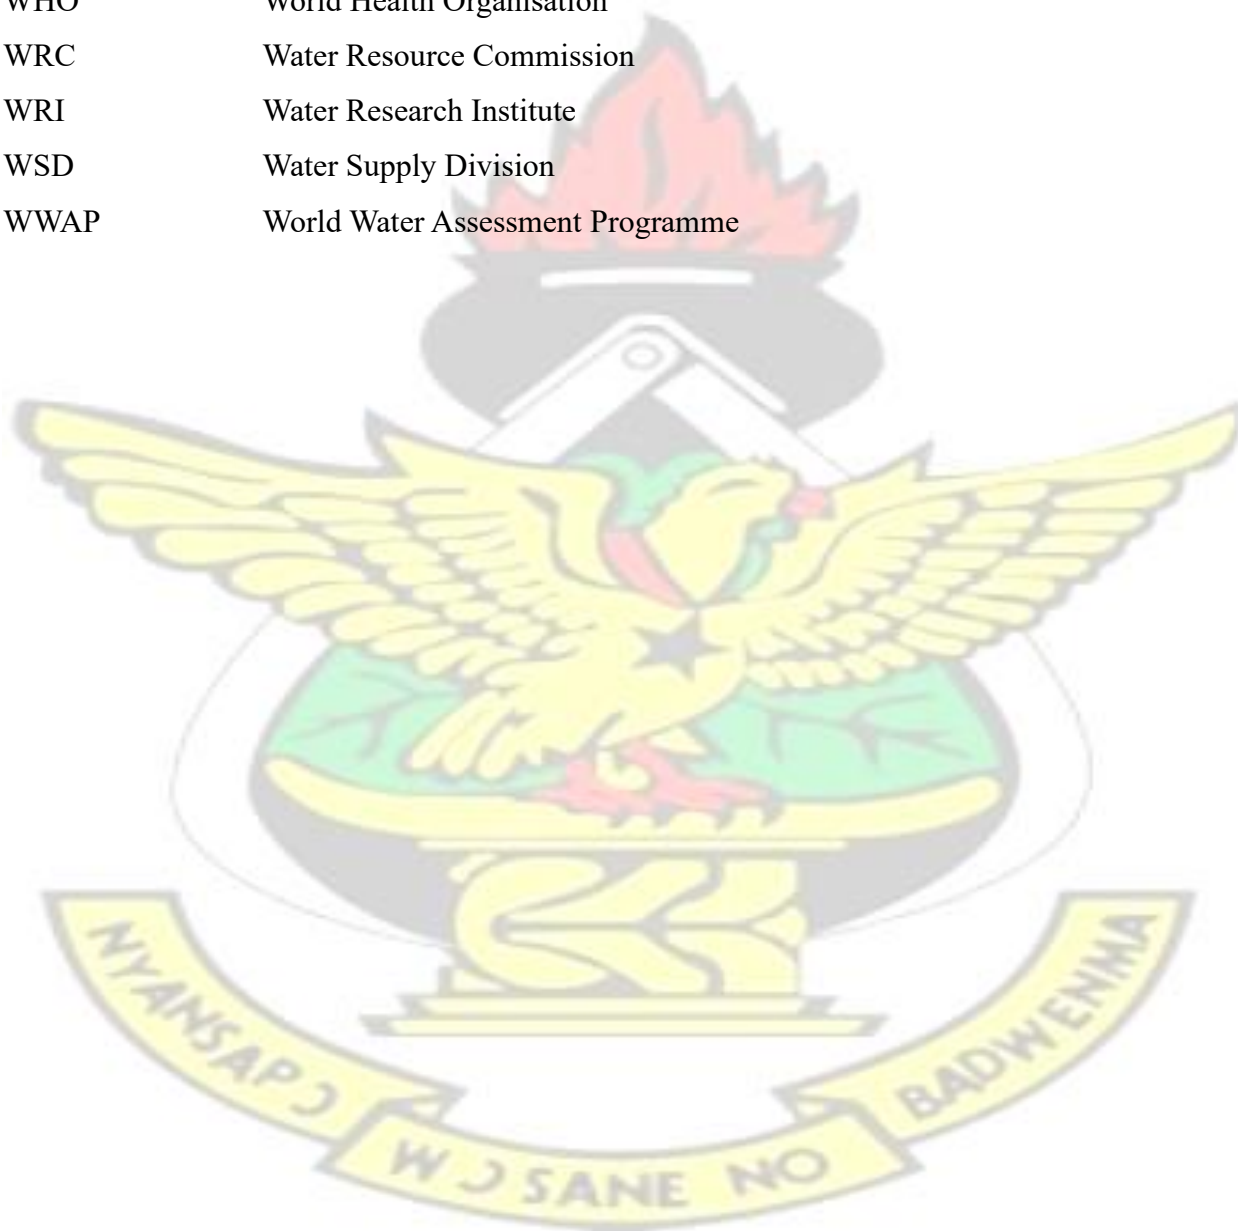 WHO World Health Organisation
WRC Water Resource Commission
WRI Water Research Institute
WSD Water Supply Division
WWAP World Water Assessment Programme
NYANSAPƆ
WƆSANE NO
BADWENMA